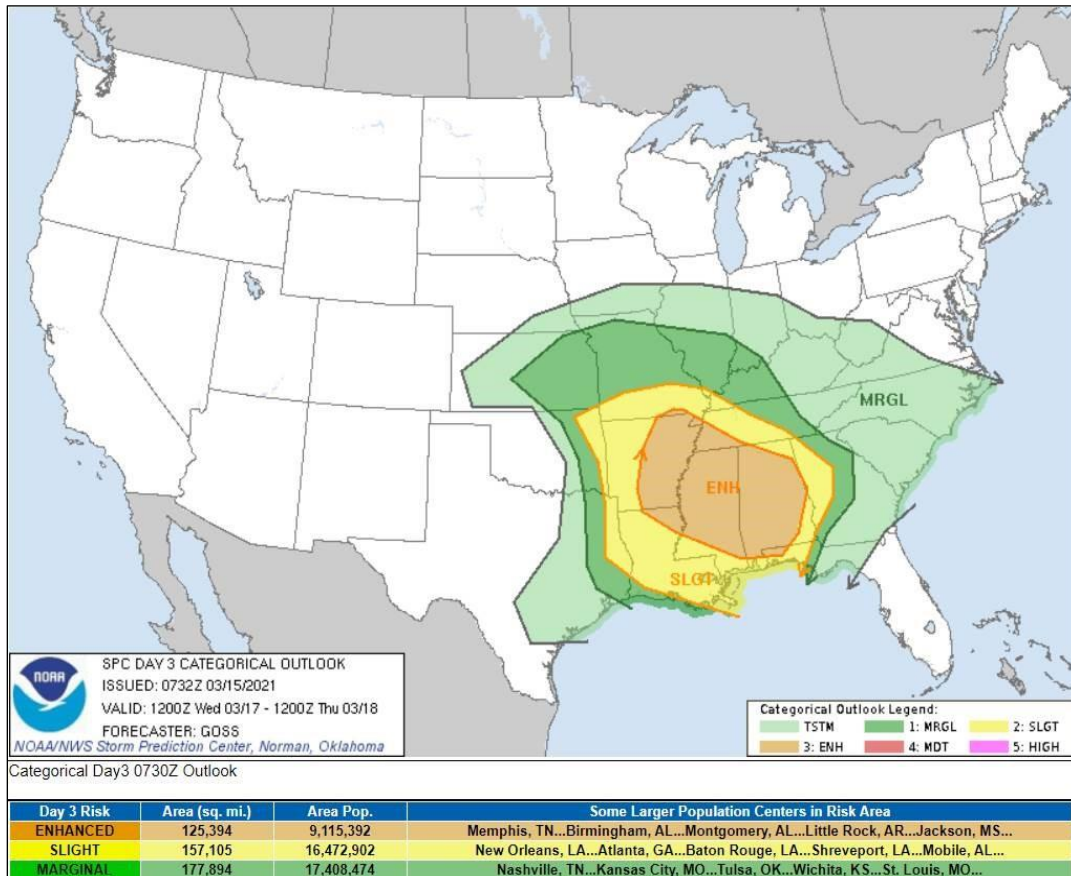 MRGL
ENH
SLGT
NOAA
SPC DAY 3 CATEGORICAL OUTLOOK
ISSUED: 0732Z 03/15/2021
VALID: 1200Z Wed 03/17 - 1200Z Thu 03/18
FORECASTER: GOSS
NOAA/NWS Storm Prediction Center, Norman, Oklahoma
Categorical Outlook Legend:
TSTM 1: MRGL 2: SLGT
3: ENH 4: MDT 5: HIGH
Categorical Day3 0730Z Outlook
Day 3 Risk Area (sq. mi.) Area Pop. Some Larger Population Centers in Risk Area
ENHANCED 125,394 9,115,392 Memphis, TN...Birmingham, AL...Montgomery, AL...Little Rock, AR...Jackson, MS...
SLIGHT 157,105 16,472,902 New Orleans, LA...Atlanta, GA...Baton Rouge, LA...Shreveport, LA...Mobile, AL...
MARGINAL 177,894 17,408,474 Nashville, TN...Kansas City, MO...Tulsa, OK...Wichita, KS...St. Louis, MO...